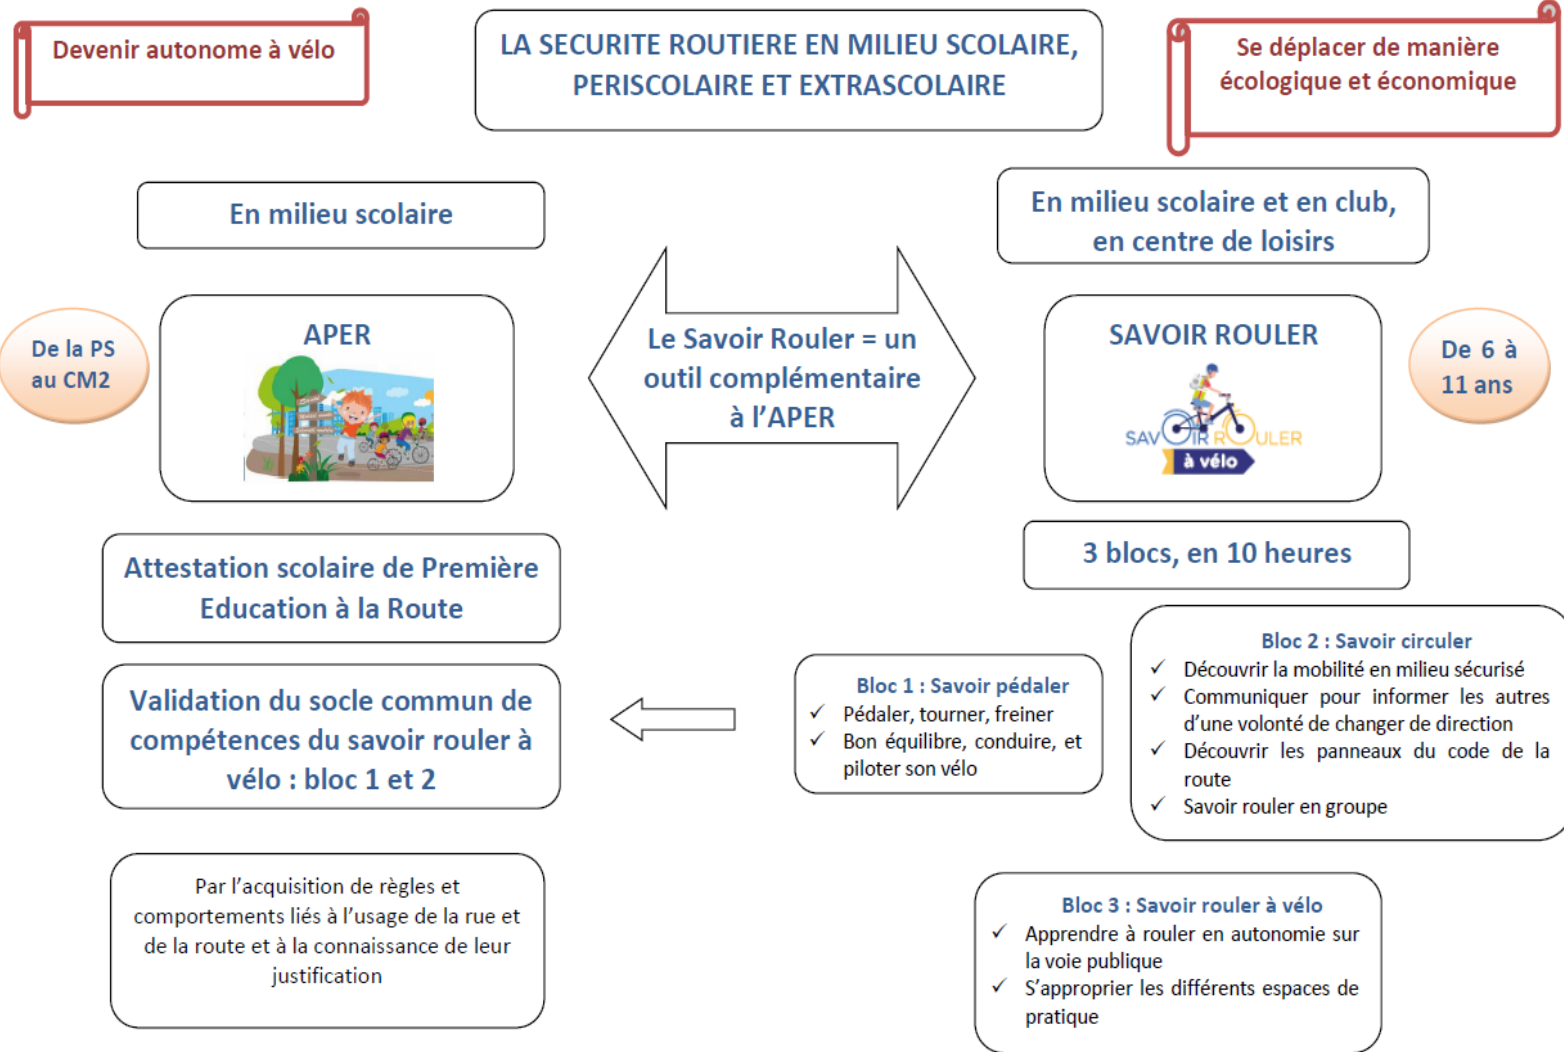 Devenir autonome à vélo
LA SECURITE ROUTIERE EN MILIEU SCOLAIRE,
PERISCOLAIRE ET EXTRASCOLAIRE
Se déplacer de manière
écologique et économique
En milieu scolaire
En milieu scolaire et en club,
en centre de loisirs
De la PS
au CM2
APER
Le Savoir Rouler = un
outil complémentaire
à l’APER
SAVOIR ROULER
SAVOIR ROULER
à vélo
De 6 à
11 ans
Attestation scolaire de Première
Education à la Route
3 blocs, en 10 heures
Validation du socle commun de
compétences du savoir rouler à
vélo : bloc 1 et 2
Bloc 1 : Savoir pédaler
✓ Pédaler, tourner, freiner
✓ Bon équilibre, conduire, et
piloter son vélo
Bloc 2 : Savoir circuler
✓ Découvrir la mobilité en milieu sécurisé
✓ Communiquer pour informer les autres
d’une volonté de changer de direction
✓ Découvrir les panneaux du code de la
route
✓ Savoir rouler en groupe
Par l’acquisition de règles et
comportements liés à l’usage de la rue et
de la route et à la connaissance de leur
justification
Bloc 3 : Savoir rouler à vélo
✓ Apprendre à rouler en autonomie sur
la voie publique
✓ S’approprier les différents espaces de
pratique